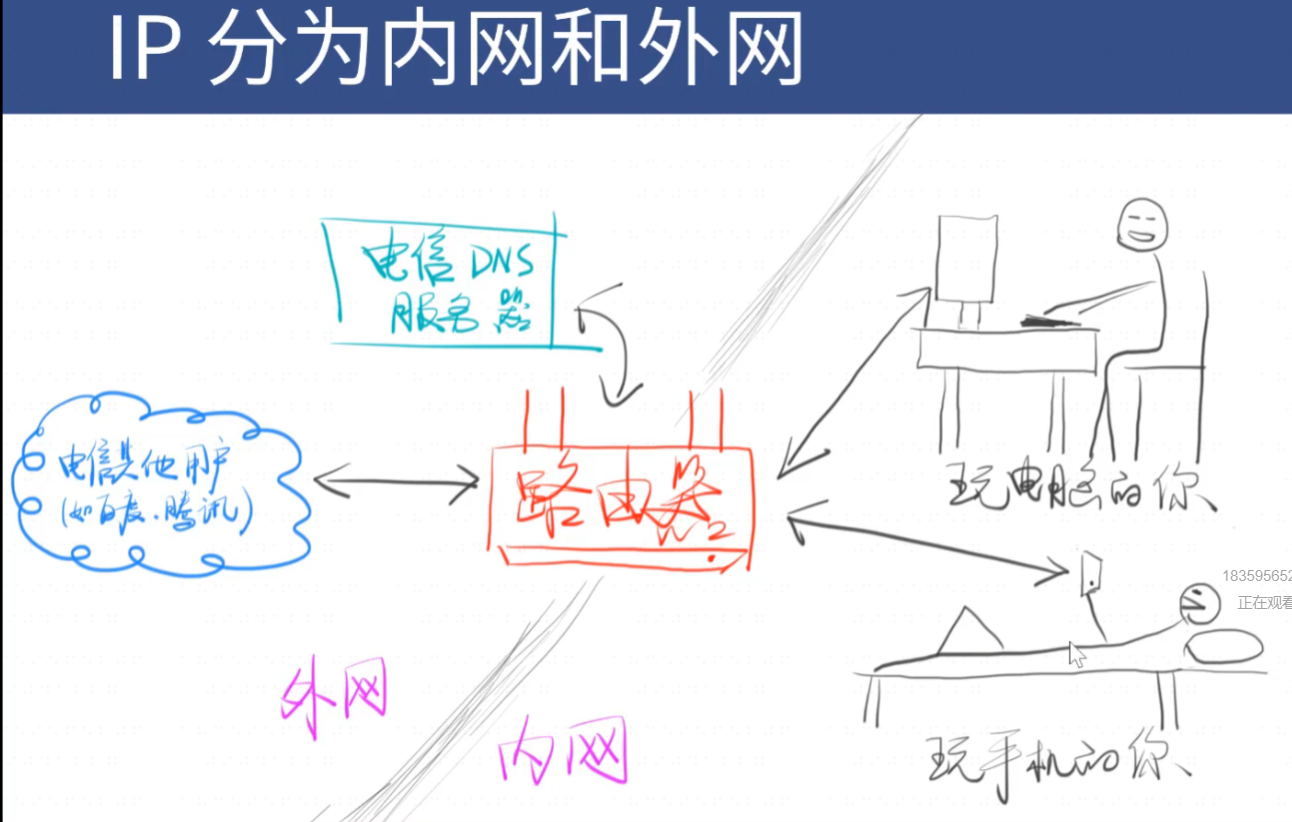 IP 分为内网和外网
电信 DNS
服务器
电信其他用户
(如百度、腾讯)
路由器
玩电脑的你、
183595652
正在观看
玩手机的你、
外网
内网